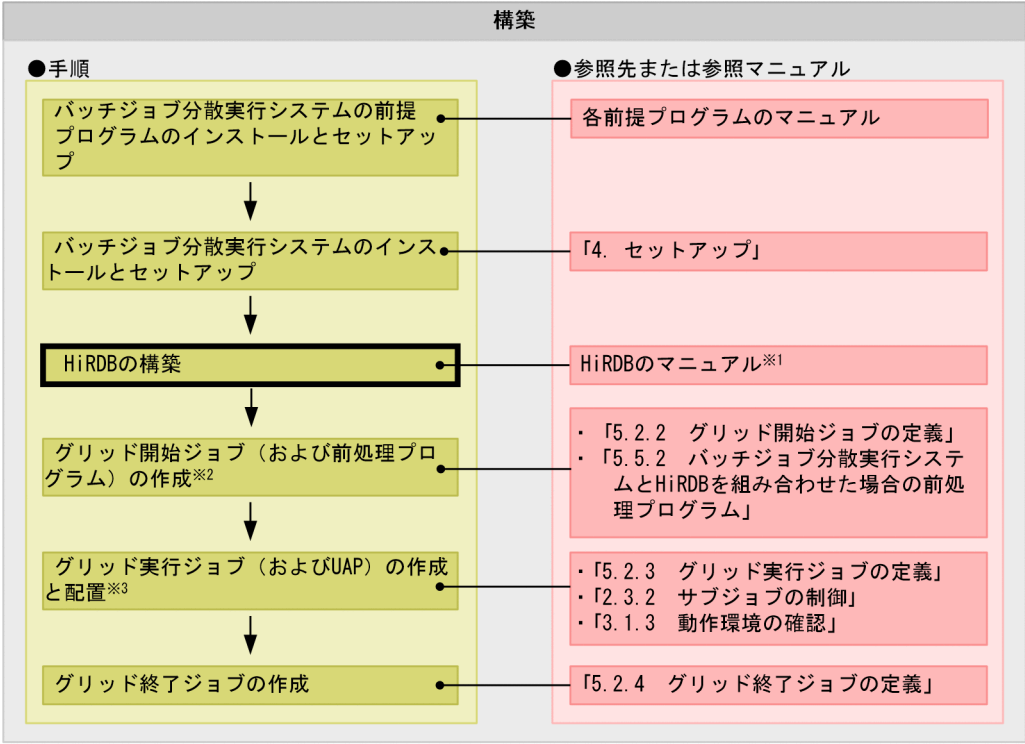 構築
●手順
●参照先または参照マニュアル
バッチジョブ分散実行システムの前提
プログラムのインストールとセットアッ
プ
各前提プログラムのマニュアル
バッチジョブ分散実行システムのインス
トールとセットアップ
「4. セットアップ」
HiRDBの構築
HiRDBのマニュアル※1
グリッド開始ジョブ（および前処理プロ
グラム）の作成※2
・「5.2.2 グリッド開始ジョブの定義」
・「5.5.2 バッチジョブ分散実行システ
ムとHiRDBを組み合わせた場合の前処
理プログラム」
グリッド実行ジョブ（およびUAP）の作成
と配置※3
・「5.2.3 グリッド実行ジョブの定義」
・「2.3.2 サブジョブの制御」
・「3.1.3 動作環境の確認」
グリッド終了ジョブの作成
「5.2.4 グリッド終了ジョブの定義」